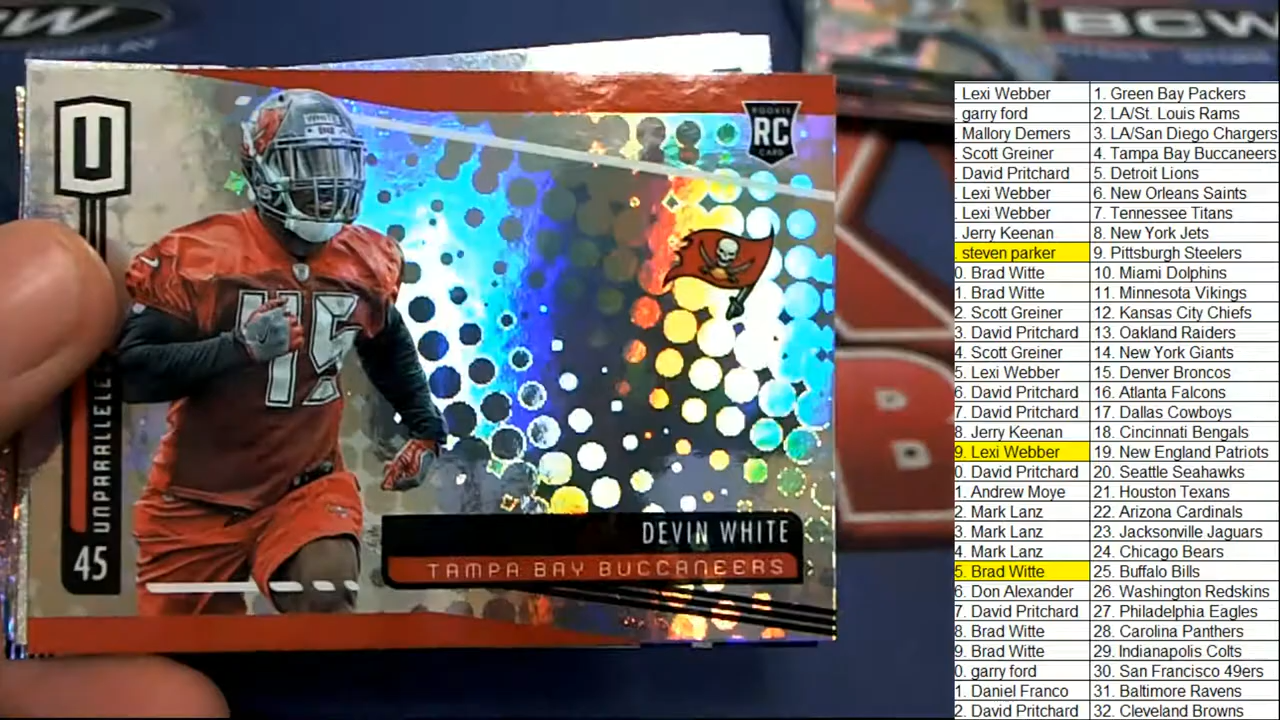 BCW
U
ROOKIE
RC
CARD
WHITE
45
UNPARALLELED
45
DEVIN WHITE
TAMPA BAY BUCCANEERS
Lexi Webber 1. Green Bay Packers
garry ford 2. LA/St. Louis Rams
Mallory Demers 3. LA/San Diego Chargers
Scott Greiner 4. Tampa Bay Buccaneers
David Pritchard 5. Detroit Lions
Lexi Webber 6. New Orleans Saints
Lexi Webber 7. Tennessee Titans
Jerry Keenan 8. New York Jets
steven parker 9. Pittsburgh Steelers
0. Brad Witte 10. Miami Dolphins
1. Brad Witte 11. Minnesota Vikings
2. Scott Greiner 12. Kansas City Chiefs
3. David Pritchard 13. Oakland Raiders
4. Scott Greiner 14. New York Giants
5. Lexi Webber 15. Denver Broncos
6. David Pritchard 16. Atlanta Falcons
7. David Pritchard 17. Dallas Cowboys
8. Jerry Keenan 18. Cincinnati Bengals
9. Lexi Webber 19. New England Patriots
0. David Pritchard 20. Seattle Seahawks
1. Andrew Moye 21. Houston Texans
2. Mark Lanz 22. Arizona Cardinals
3. Mark Lanz 23. Jacksonville Jaguars
4. Mark Lanz 24. Chicago Bears
5. Brad Witte 25. Buffalo Bills
6. Don Alexander 26. Washington Redskins
7. David Pritchard 27. Philadelphia Eagles
8. Brad Witte 28. Carolina Panthers
9. Brad Witte 29. Indianapolis Colts
0. garry ford 30. San Francisco 49ers
1. Daniel Franco 31. Baltimore Ravens
2. David Pritchard 32. Cleveland Browns